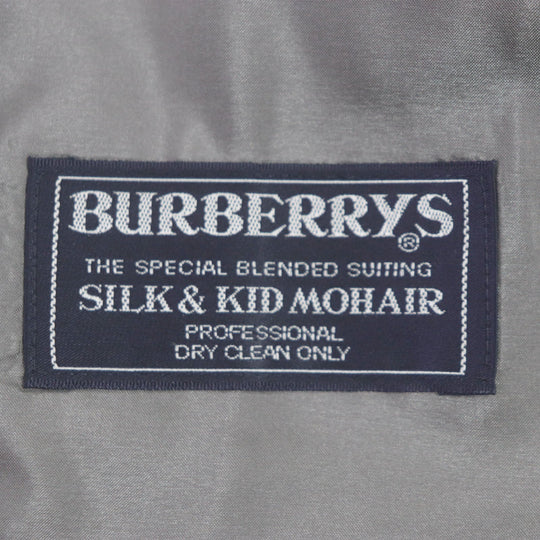 BURBERRYS®
THE SPECIAL BLENDED SUITING
SILK & KID MOHAIR
PROFESSIONAL
DRY CLEAN ONLY